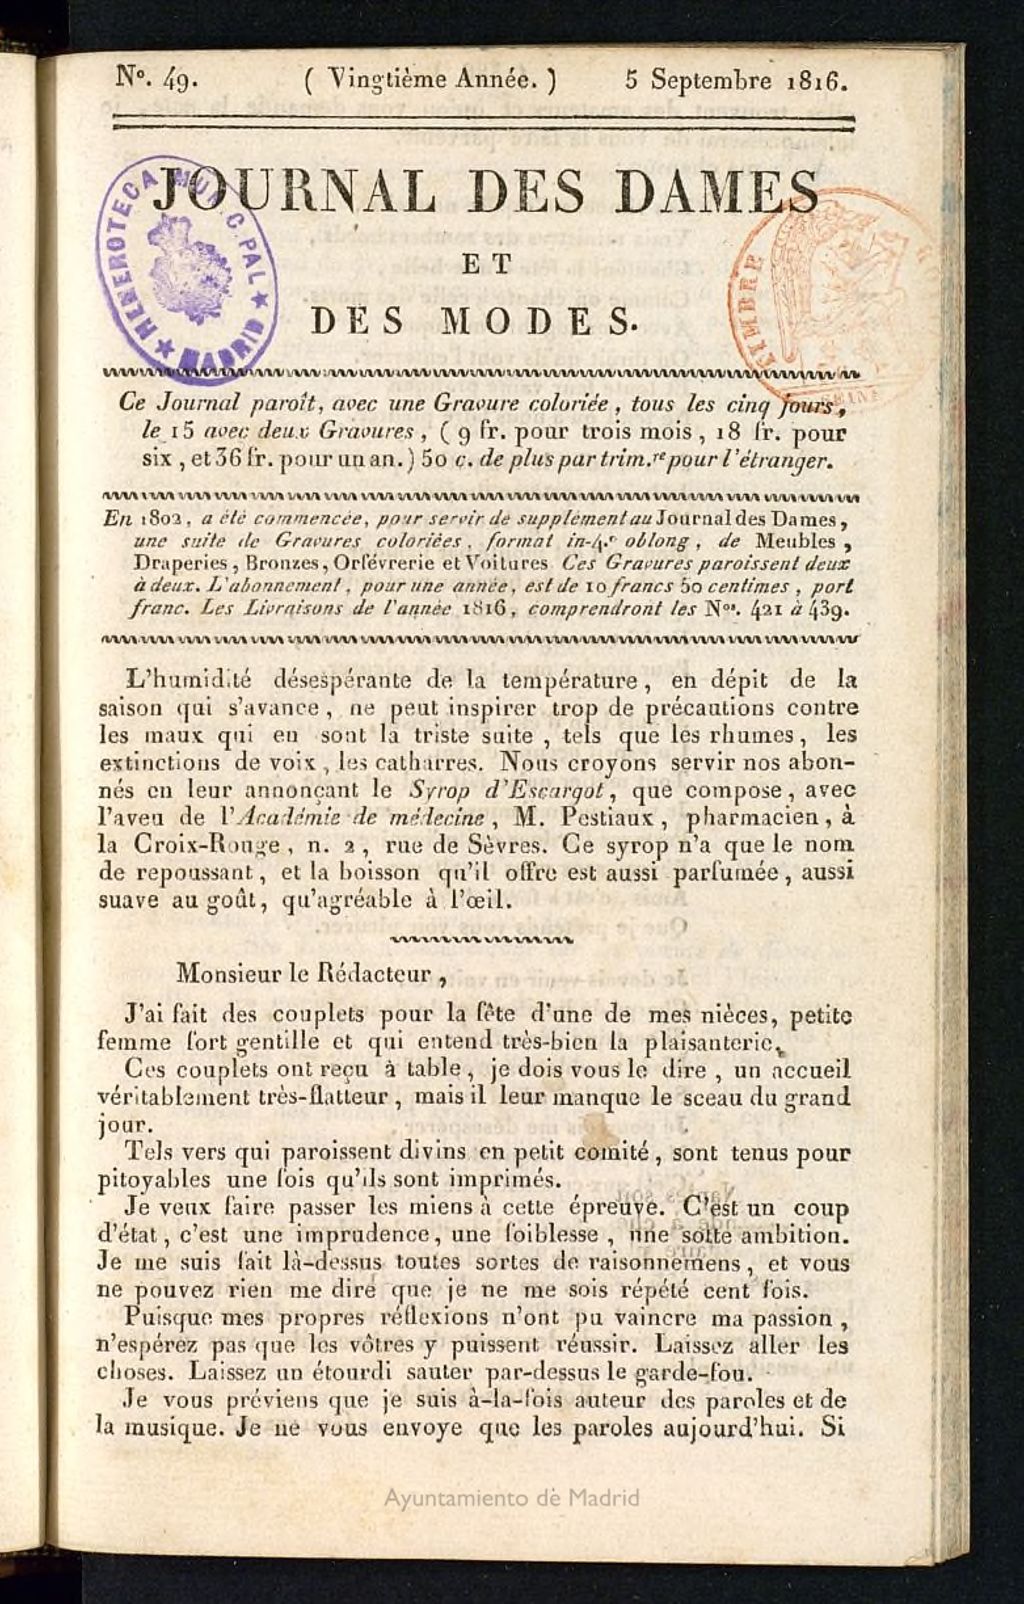 N°. 49. ( Vingtième Année. ) 5 Septembre 1816.
JOURNAL DES DAMES
ET
DES MODES.
HEMEROTECA MUNICIPAL
MADRID
TIMBRE
SEINE
Ce Journal paroît, avec une Gravure coloriée, tous les cinq jours,
le 15 avec deux Gravures, ( 9 fr. pour trois mois, 18 fr. pour
six, et 36 fr. pour un an. ) 50 c. de plus par trim.re pour l'étranger.
En 1802, a été commencée, pour servir de supplément au Journal des Dames,
une suite de Gravures coloriées, format in-4.° oblong, de Meubles,
Draperies, Bronzes, Orfévrerie et Voitures Ces Gravures paroissent deux
à deux. L'abonnement, pour une année, est de 10 francs 50 centimes, port
franc. Les Livraisons de l'année 1816, comprendront les Nos. 421 à 439.
L'humidité désespérante de la température, en dépit de la
saison qui s'avance, ne peut inspirer trop de précautions contre
les maux qui en sont la triste suite, tels que les rhumes, les
extinctions de voix, les catharres. Nous croyons servir nos abon-
nés en leur annonçant le Syrop d'Escargot, que compose, avec
l'aveu de l'Académie de médecine, M. Pestiaux, pharmacien, à
la Croix-Rouge, n. 2, rue de Sèvres. Ce syrop n'a que le nom
de repoussant, et la boisson qu'il offre est aussi parfumée, aussi
suave au goût, qu'agréable à l'œil.
Monsieur le Rédacteur,
J'ai fait des couplets pour la fête d'une de mes nièces, petite
femme fort gentille et qui entend très-bien la plaisanterie.
Ces couplets ont reçu à table, je dois vous le dire, un accueil
véritablement très-flatteur, mais il leur manque le sceau du grand
jour.
Tels vers qui paroissent divins en petit comité, sont tenus pour
pitoyables une fois qu'ils sont imprimés.
Je veux faire passer les miens à cette épreuve. C'est un coup
d'état, c'est une imprudence, une foiblesse, une sotte ambition.
Je me suis fait là-dessus toutes sortes de raisonnemens, et vous
ne pouvez rien me dire que je ne me sois répété cent fois.
Puisque mes propres réflexions n'ont pu vaincre ma passion,
n'espérez pas que les vôtres y puissent réussir. Laissez aller les
choses. Laissez un étourdi sauter par-dessus le garde-fou.
Je vous préviens que je suis à-la-fois auteur des paroles et de
la musique. Je ne vous envoye que les paroles aujourd'hui. Si
Ayuntamiento de Madrid